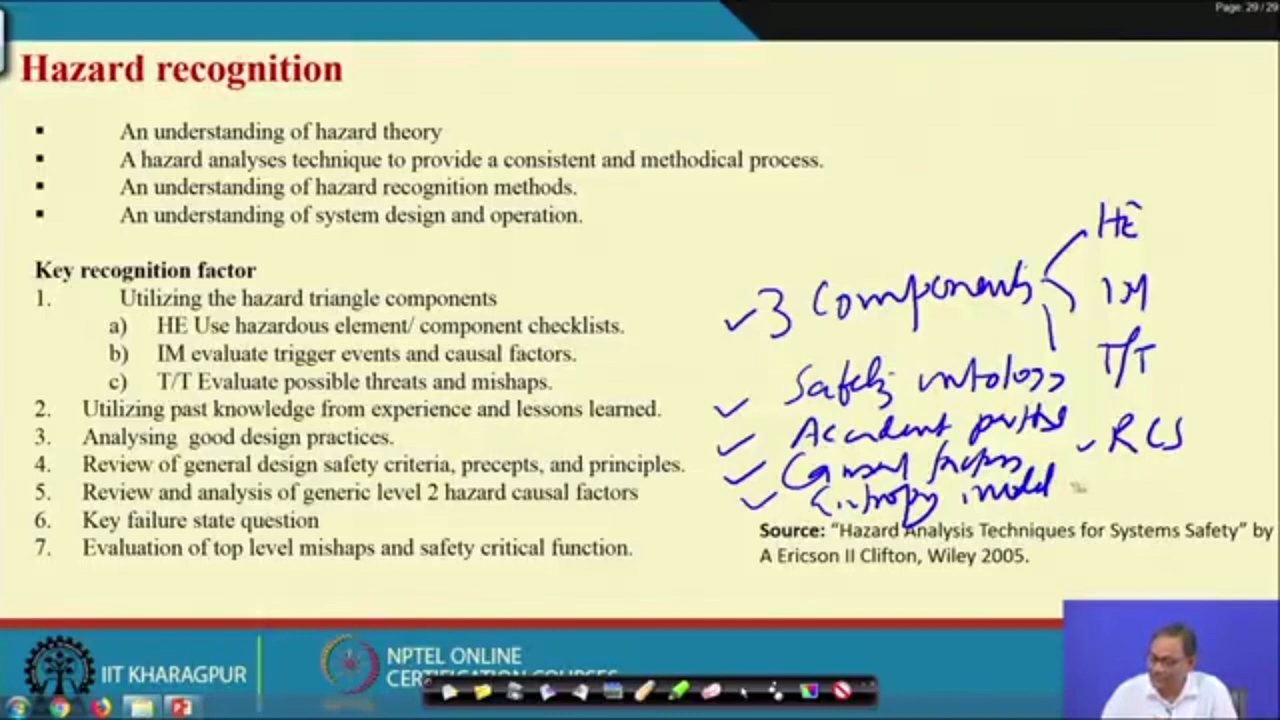 Page: 29 / 29
Hazard recognition
▪ An understanding of hazard theory
▪ A hazard analyses technique to provide a consistent and methodical process.
▪ An understanding of hazard recognition methods.
▪ An understanding of system design and operation.
Key recognition factor
1. Utilizing the hazard triangle components
a) HE Use hazardous element/ component checklists.
b) IM evaluate trigger events and causal factors.
c) T/T Evaluate possible threats and mishaps.
2. Utilizing past knowledge from experience and lessons learned.
3. Analysing good design practices.
4. Review of general design safety criteria, precepts, and principles.
5. Review and analysis of generic level 2 hazard causal factors
6. Key failure state question
7. Evaluation of top level mishaps and safety critical function.
✓ 3 Components
HE
IM
T/T
✓ Safety
✓ Accident
✓ RCS
✓ Causal factors
✓ Entropy model
Source: “Hazard Analysis Techniques for Systems Safety” by
A Ericson II Clifton, Wiley 2005.
IIT KHARAGPUR
NPTEL ONLINE
CERTIFICATION COURSES